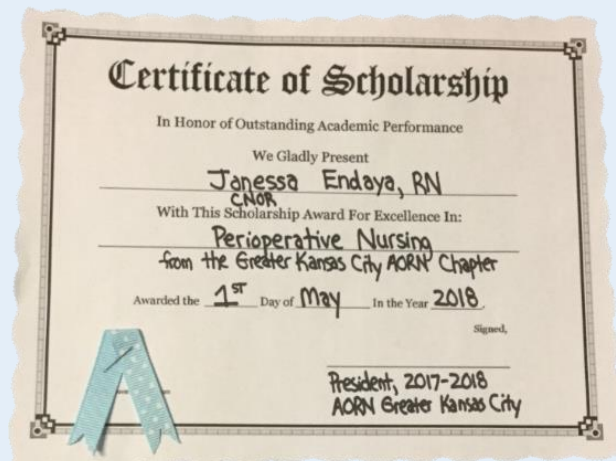 Certificate of Scholarship
In Honor of Outstanding Academic Performance
We Gladly Present
Janessa Endaya, RN
CNOR
With This Scholarship Award For Excellence In:
Perioperative Nursing
from the Greater Kansas City AORN Chapter
Awarded the 1ST Day of May In the Year 2018
Signed,
President, 2017-2018
AORN Greater Kansas City